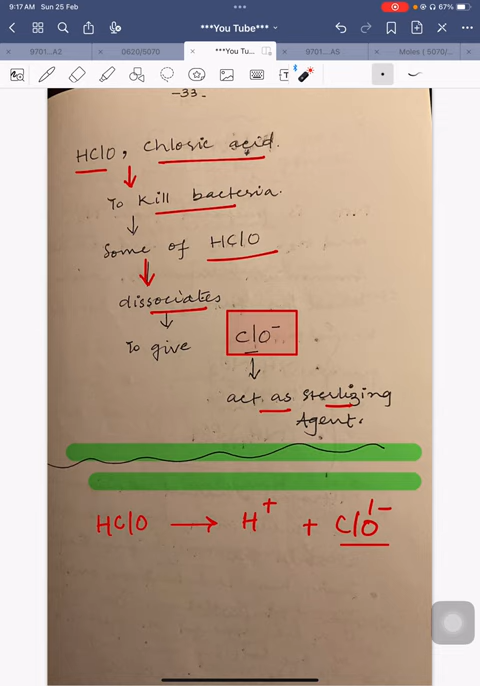 9:17 AM Sun 25 Feb
67%
***You Tube***
9701...A2
0620/5070
***You Tu...
9701...A5
Moles ( 5070/...
-33-
HClO, Chloric acid.
To kill bacteria.
Some of HClO
dissociates
To give ClO⁻
act as sterlizing
Agent.
HClO → H⁺ + ClO¹⁻